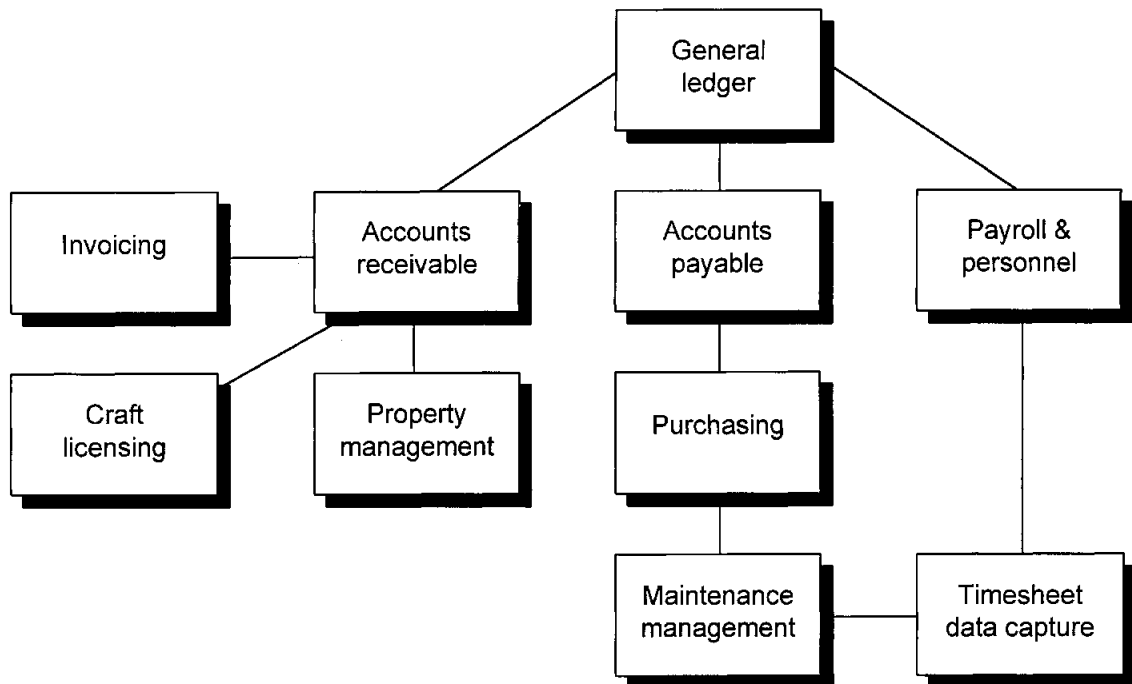 General
ledger
Invoicing
Accounts
receivable
Accounts
payable
Payroll &
personnel
Craft
licensing
Property
management
Purchasing
Maintenance
management
Timesheet
data capture